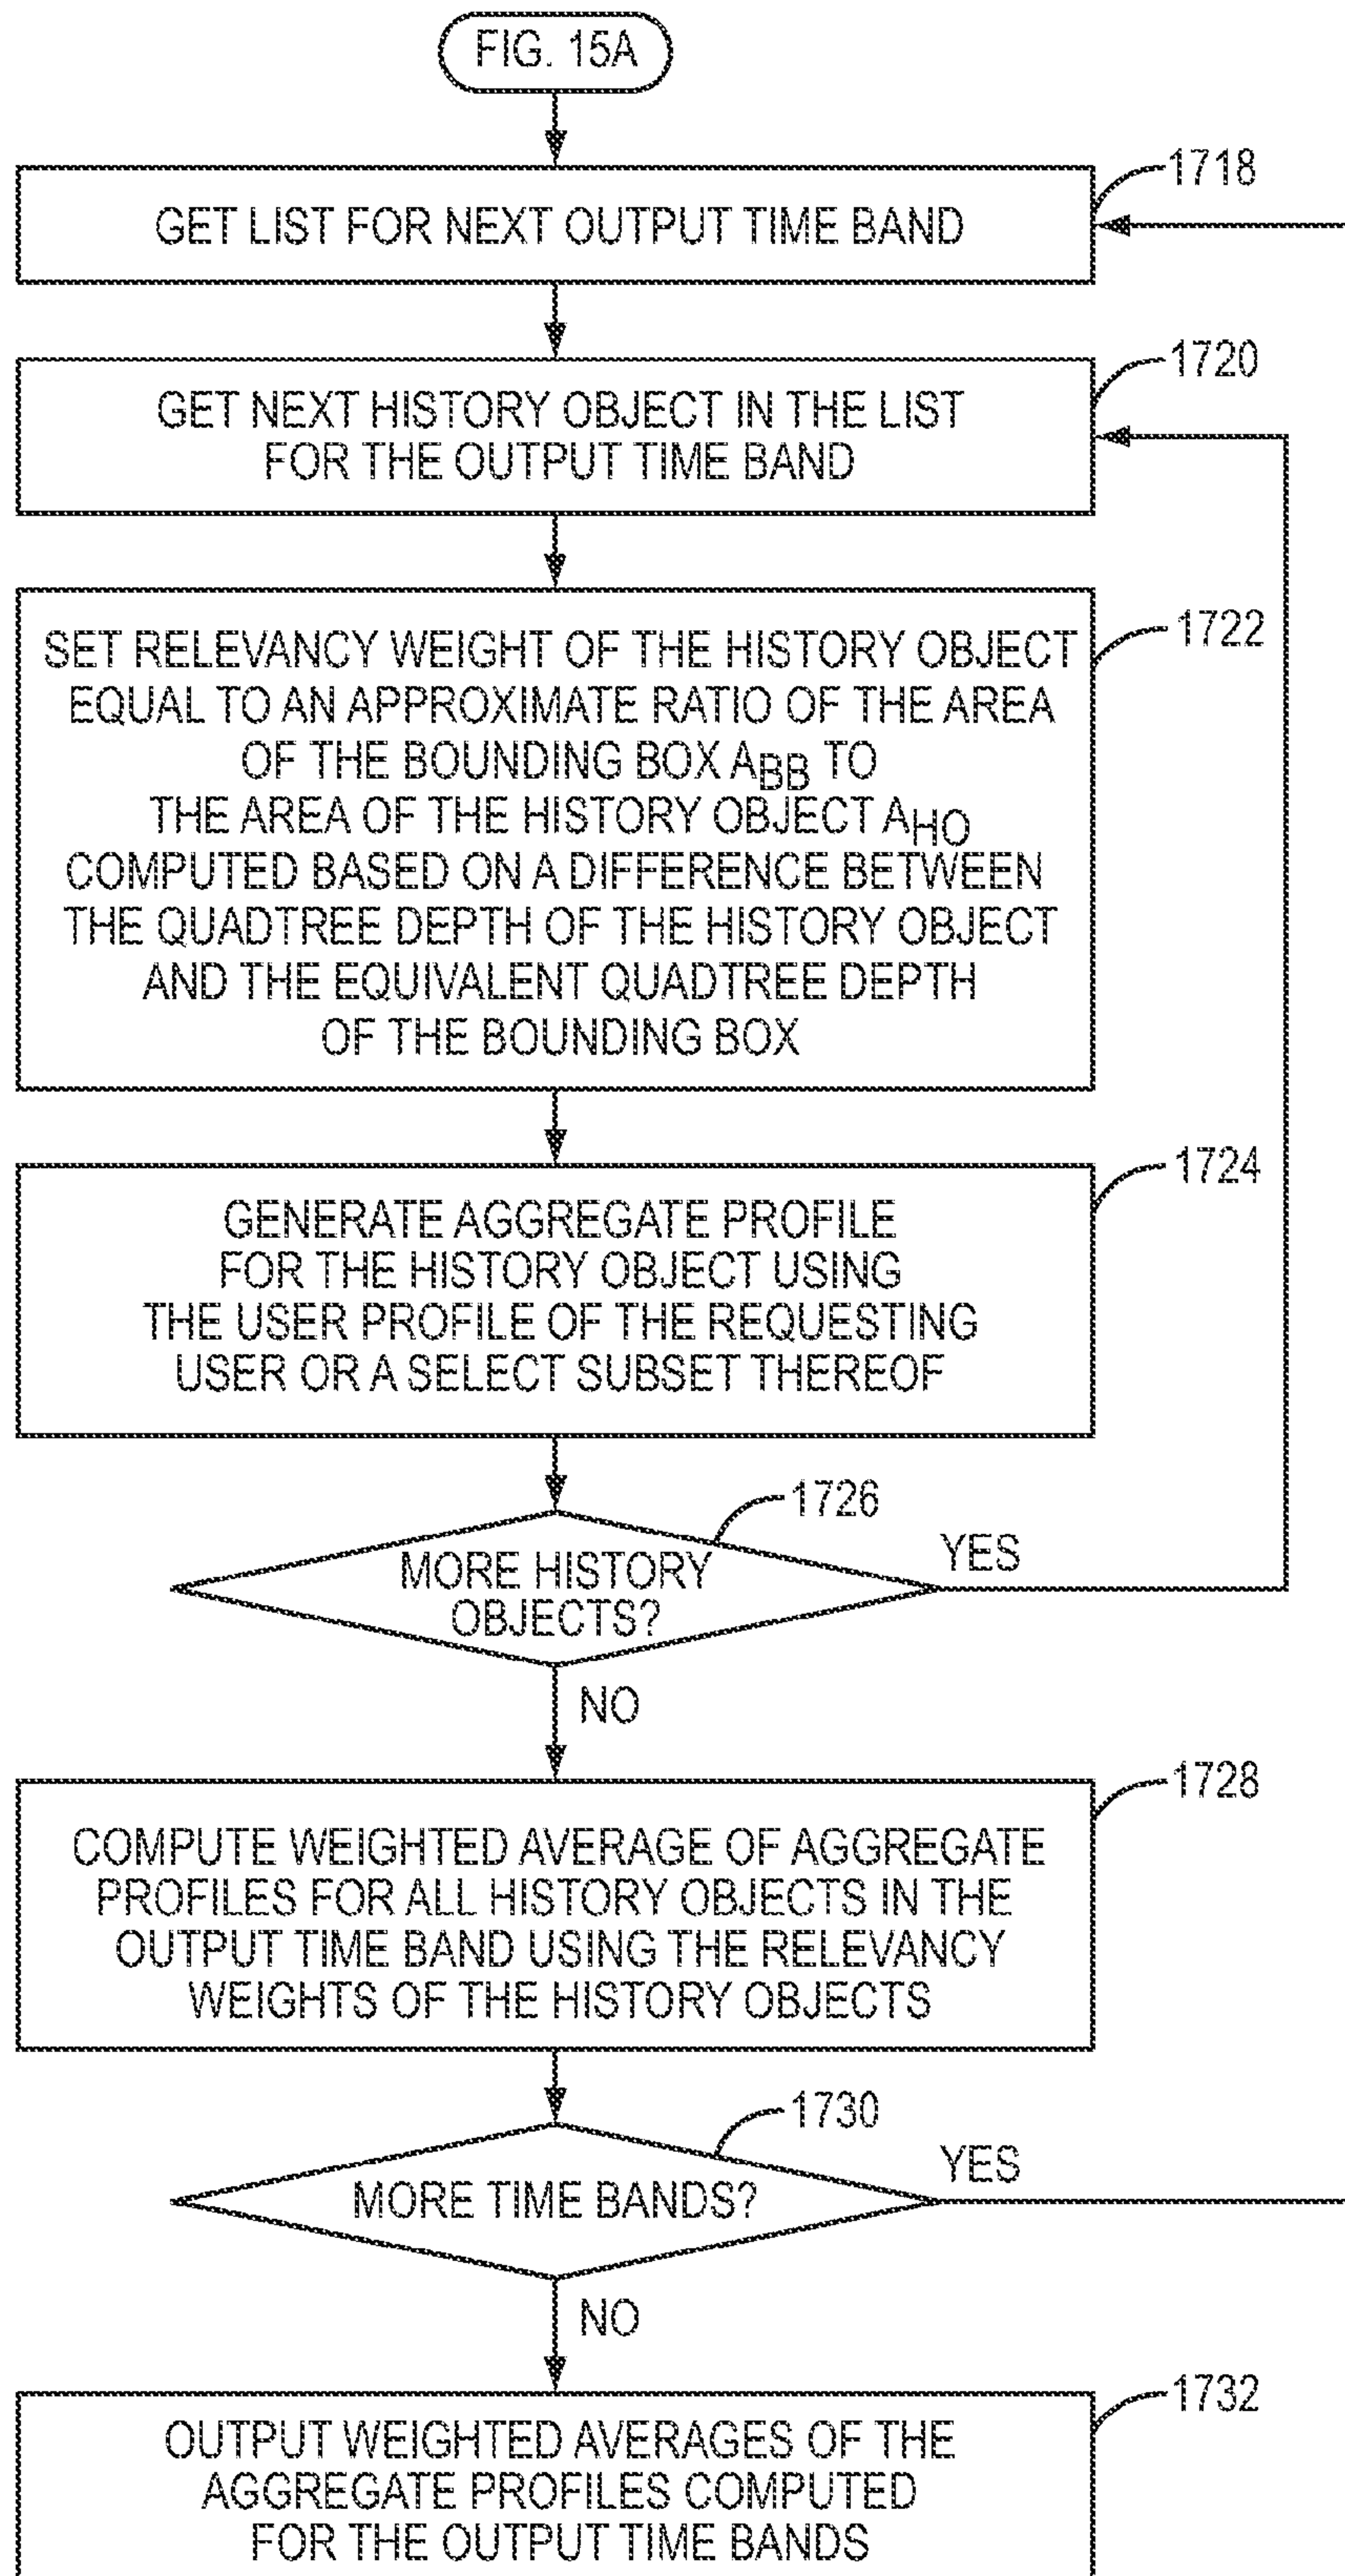 FIG. 15A
1718
GET LIST FOR NEXT OUTPUT TIME BAND
1720
GET NEXT HISTORY OBJECT IN THE LIST
FOR THE OUTPUT TIME BAND
1722
SET RELEVANCY WEIGHT OF THE HISTORY OBJECT
EQUAL TO AN APPROXIMATE RATIO OF THE AREA
OF THE BOUNDING BOX ABB TO
THE AREA OF THE HISTORY OBJECT AHO
COMPUTED BASED ON A DIFFERENCE BETWEEN
THE QUADTREE DEPTH OF THE HISTORY OBJECT
AND THE EQUIVALENT QUADTREE DEPTH
OF THE BOUNDING BOX
1724
GENERATE AGGREGATE PROFILE
FOR THE HISTORY OBJECT USING
THE USER PROFILE OF THE REQUESTING
USER OR A SELECT SUBSET THEREOF
1726
YES
MORE HISTORY
OBJECTS?
NO
1728
COMPUTE WEIGHTED AVERAGE OF AGGREGATE
PROFILES FOR ALL HISTORY OBJECTS IN THE
OUTPUT TIME BAND USING THE RELEVANCY
WEIGHTS OF THE HISTORY OBJECTS
1730
YES
MORE TIME BANDS?
NO
1732
OUTPUT WEIGHTED AVERAGES OF THE
AGGREGATE PROFILES COMPUTED
FOR THE OUTPUT TIME BANDS